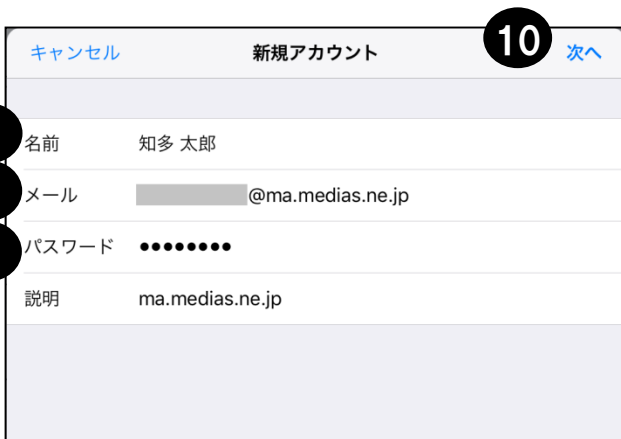 10
キャンセル 新規アカウント 次へ
名前 知多 太郎
メール @ma.medias.ne.jp
パスワード ●●●●●●●●
説明 ma.medias.ne.jp